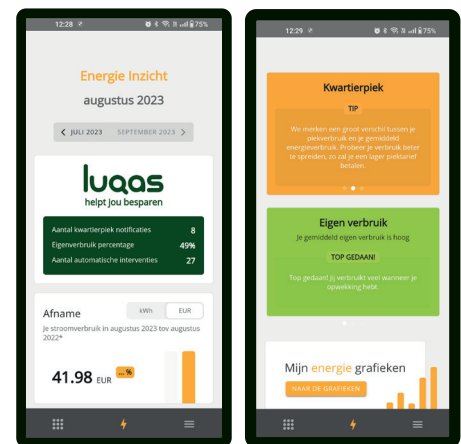 12:28
75%
Energie Inzicht
augustus 2023
JULI 2023 SEPTEMBER 2023
luqas
helpt jou besparen
Aantal kwartierpiek notificaties 8
Eigenverbruik percentage 49%
Aantal automatische interventies 27
Afname kWh EUR
Je stroomverbruik in augustus 2023 tov augustus
2022*
41.98 EUR ... %
12:29
75%
Kwartierpiek
TIP
We merken een groot verschil tussen je
piekverbruik en je gemiddeld
energieverbruik. Probeer je verbruik beter
te spreiden, zo zal je een lager piektarief
betalen.
Eigen verbruik
Je gemiddeld eigen verbruik is hoog
TOP GEDAAN!
Top gedaan! Jij verbruikt veel wanneer je
opwekking hebt.
Mijn energie grafieken
NAAR DE GRAFIEKEN